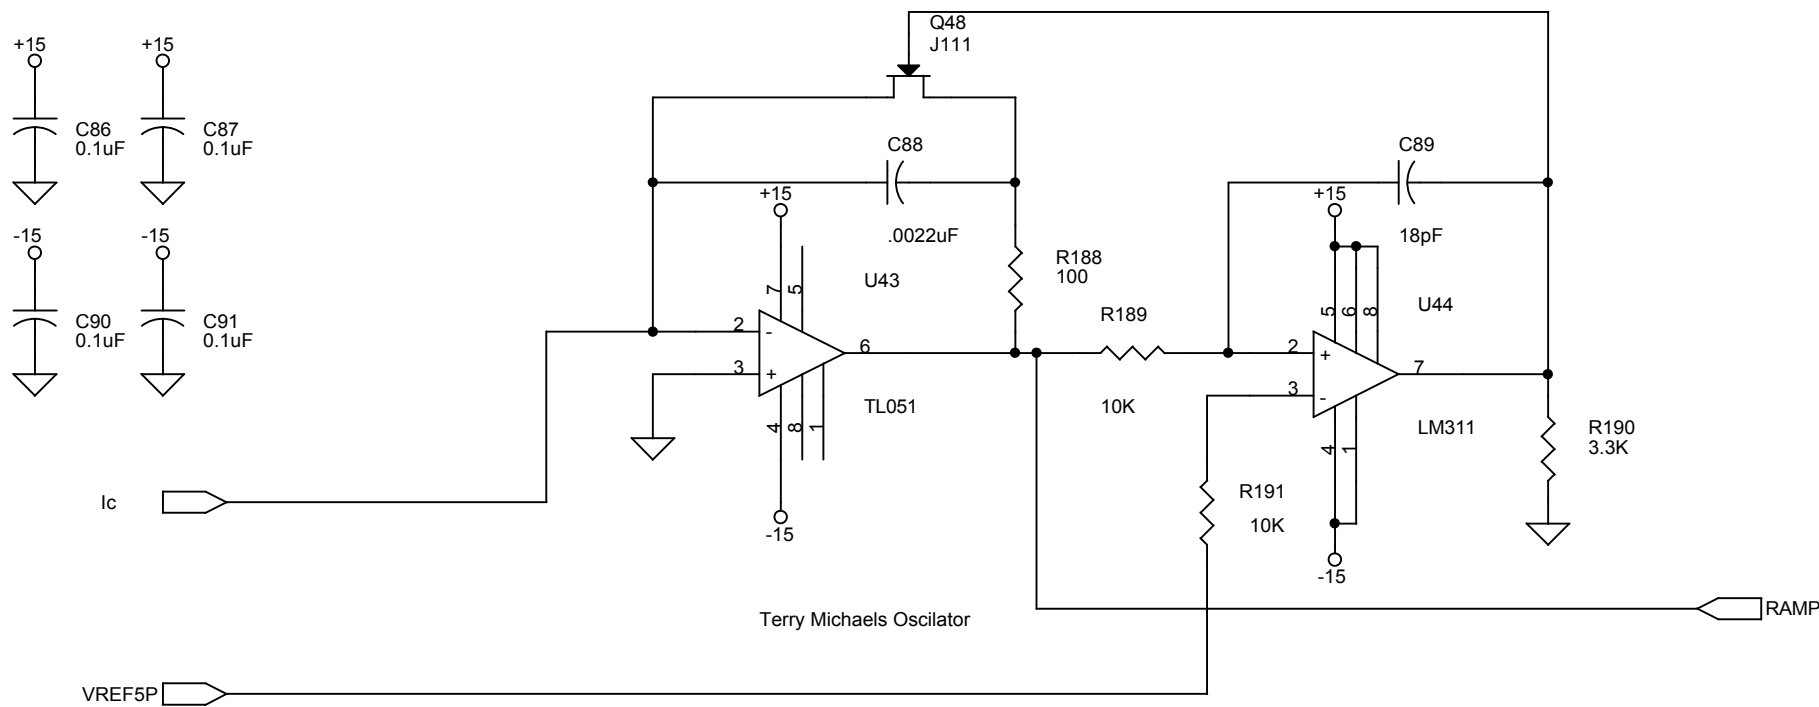 Q48
J111
+15
+15
C86
0.1uF
C87
0.1uF
C88
C89
+15
+15
-15
-15
.0022uF
18pF
R188
100
U43
7
5
5
6
8
U44
R189
C90
0.1uF
C91
0.1uF
2
-
6
2
+
3
+
7
3
-
TL051
10K
LM311
R190
3.3K
4
8
1
4
1
Ic
R191
10K
-15
-15
Terry Michaels Oscilator
RAMP
VREF5P